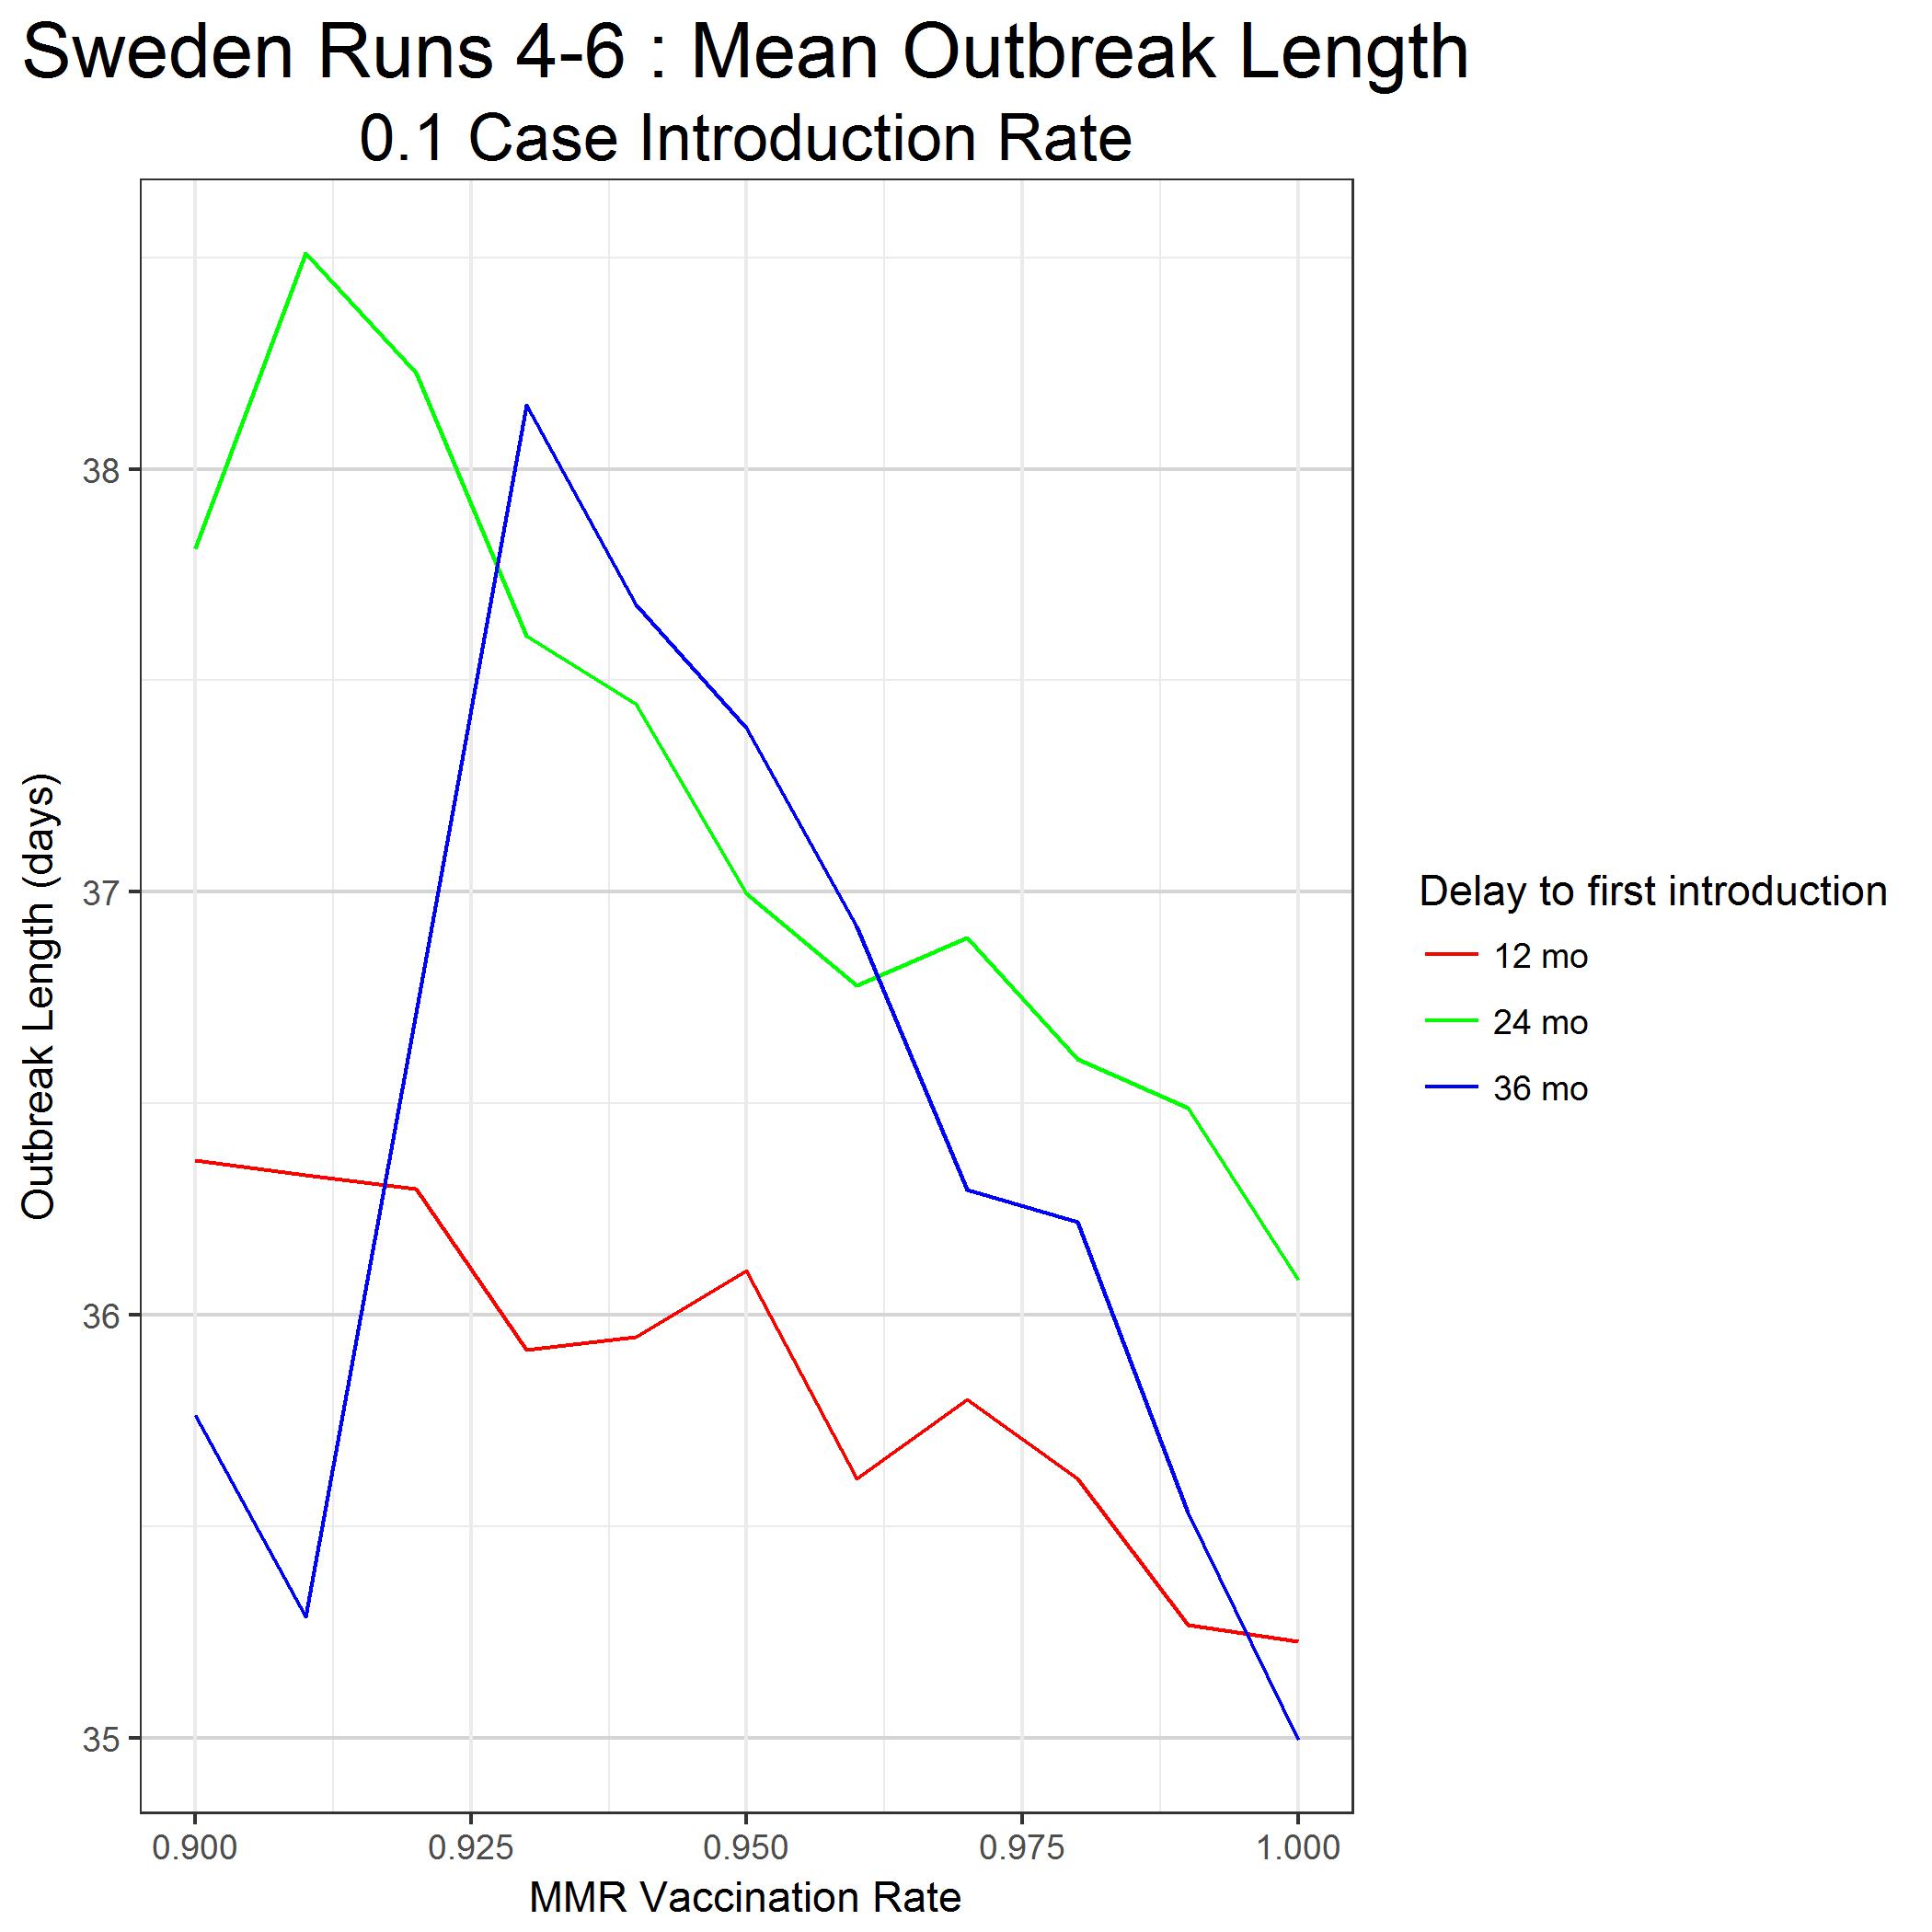 Sweden Runs 4-6 : Mean Outbreak Length
0.1 Case Introduction Rate
Outbreak Length (days)
38
37
36
35
0.900
0.925
0.950
0.975
1.000
MMR Vaccination Rate
Delay to first introduction
12 mo
24 mo
36 mo